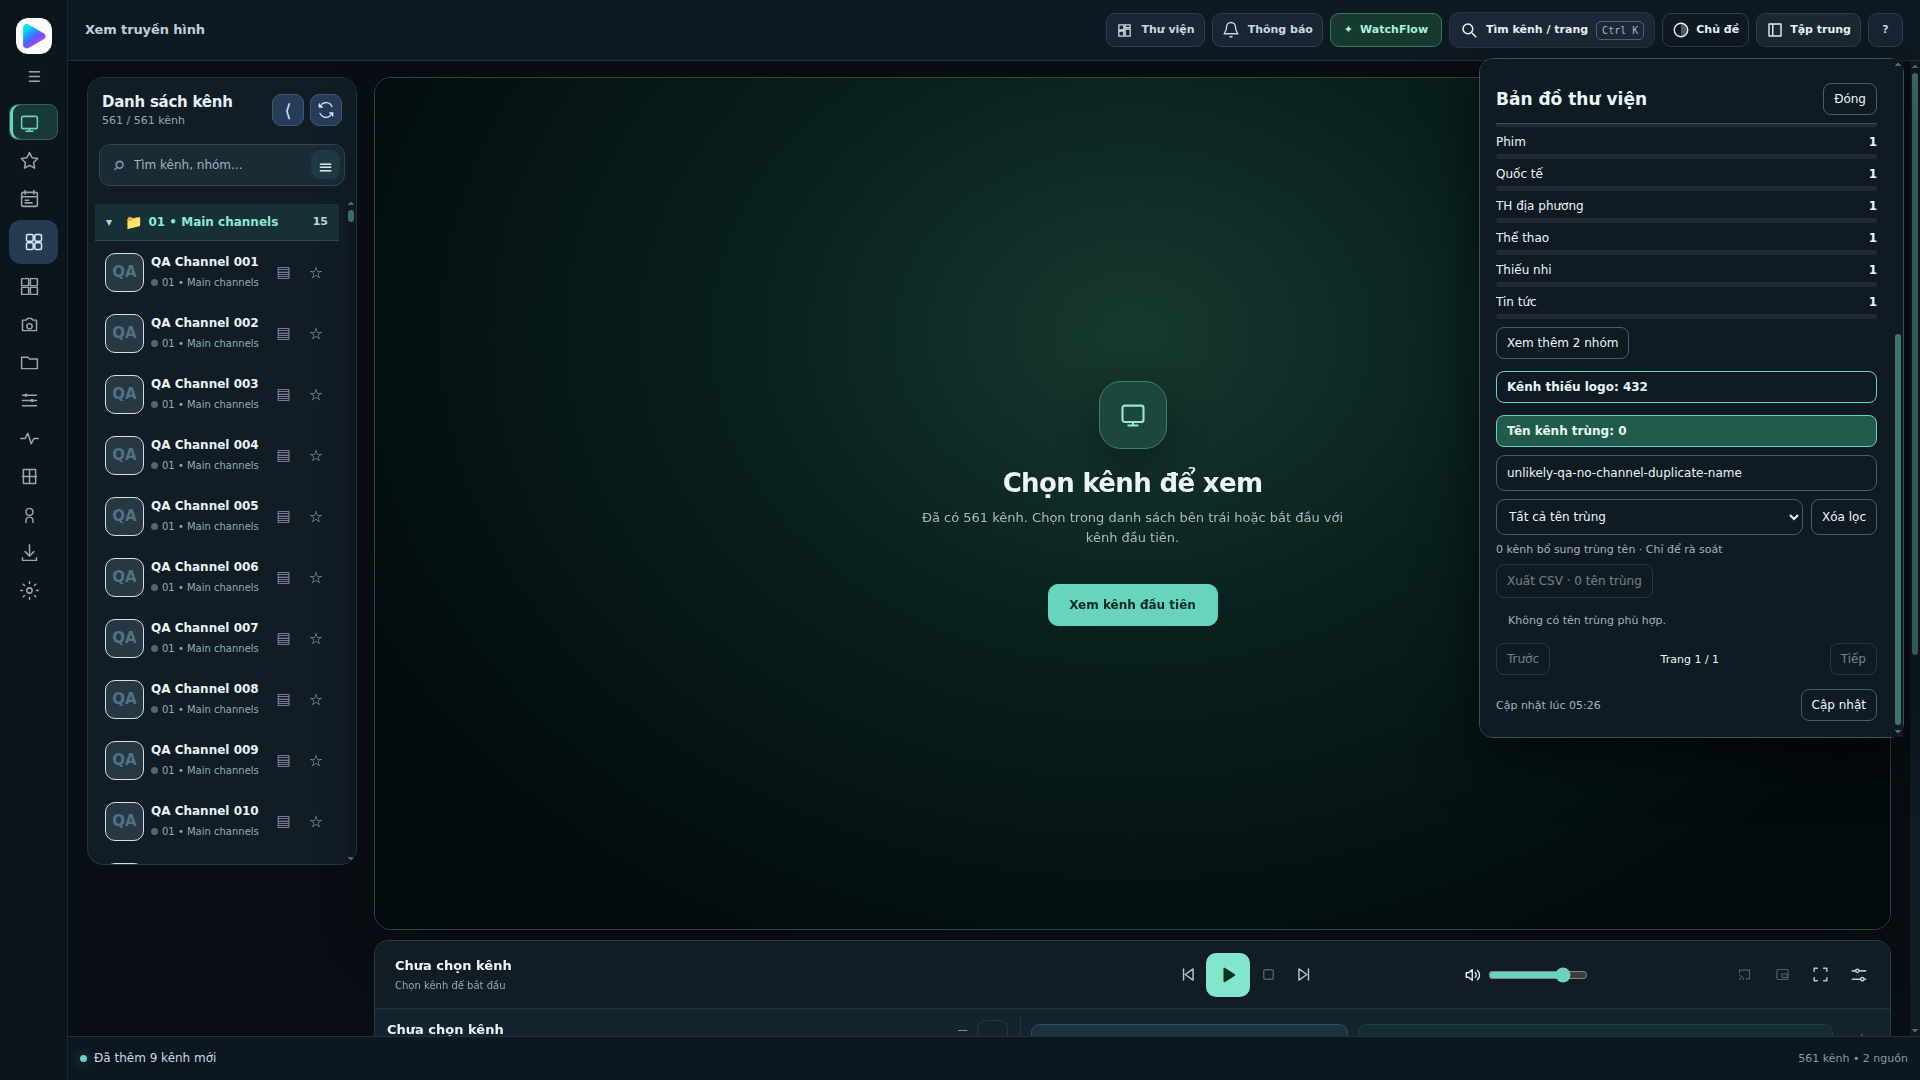 Xem truyền hình
Thư viện
Thông báo
WatchFlow
Tìm kênh / trang
Ctrl K
Chủ đề
Tập trung
?
Danh sách kênh
561 / 561 kênh
Tìm kênh, nhóm...
01 • Main channels 15
QA QA Channel 001
01 • Main channels
QA QA Channel 002
01 • Main channels
QA QA Channel 003
01 • Main channels
QA QA Channel 004
01 • Main channels
QA QA Channel 005
01 • Main channels
QA QA Channel 006
01 • Main channels
QA QA Channel 007
01 • Main channels
QA QA Channel 008
01 • Main channels
QA QA Channel 009
01 • Main channels
QA QA Channel 010
01 • Main channels
Chọn kênh để xem
Đã có 561 kênh. Chọn trong danh sách bên trái hoặc bắt đầu với
kênh đầu tiên.
Xem kênh đầu tiên
Bản đồ thư viện
Đóng
Phim 1
Quốc tế 1
TH địa phương 1
Thể thao 1
Thiếu nhi 1
Tin tức 1
Xem thêm 2 nhóm
Kênh thiếu logo: 432
Tên kênh trùng: 0
unlikely-qa-no-channel-duplicate-name
Tất cả tên trùng
Xóa lọc
0 kênh bổ sung trùng tên · Chỉ để rà soát
Xuất CSV · 0 tên trùng
Không có tên trùng phù hợp.
Trước
Trang 1 / 1
Tiếp
Cập nhật lúc 05:26
Cập nhật
Chưa chọn kênh
Chọn kênh để bắt đầu
Chưa chọn kênh
Đã thêm 9 kênh mới
561 kênh • 2 nguồn